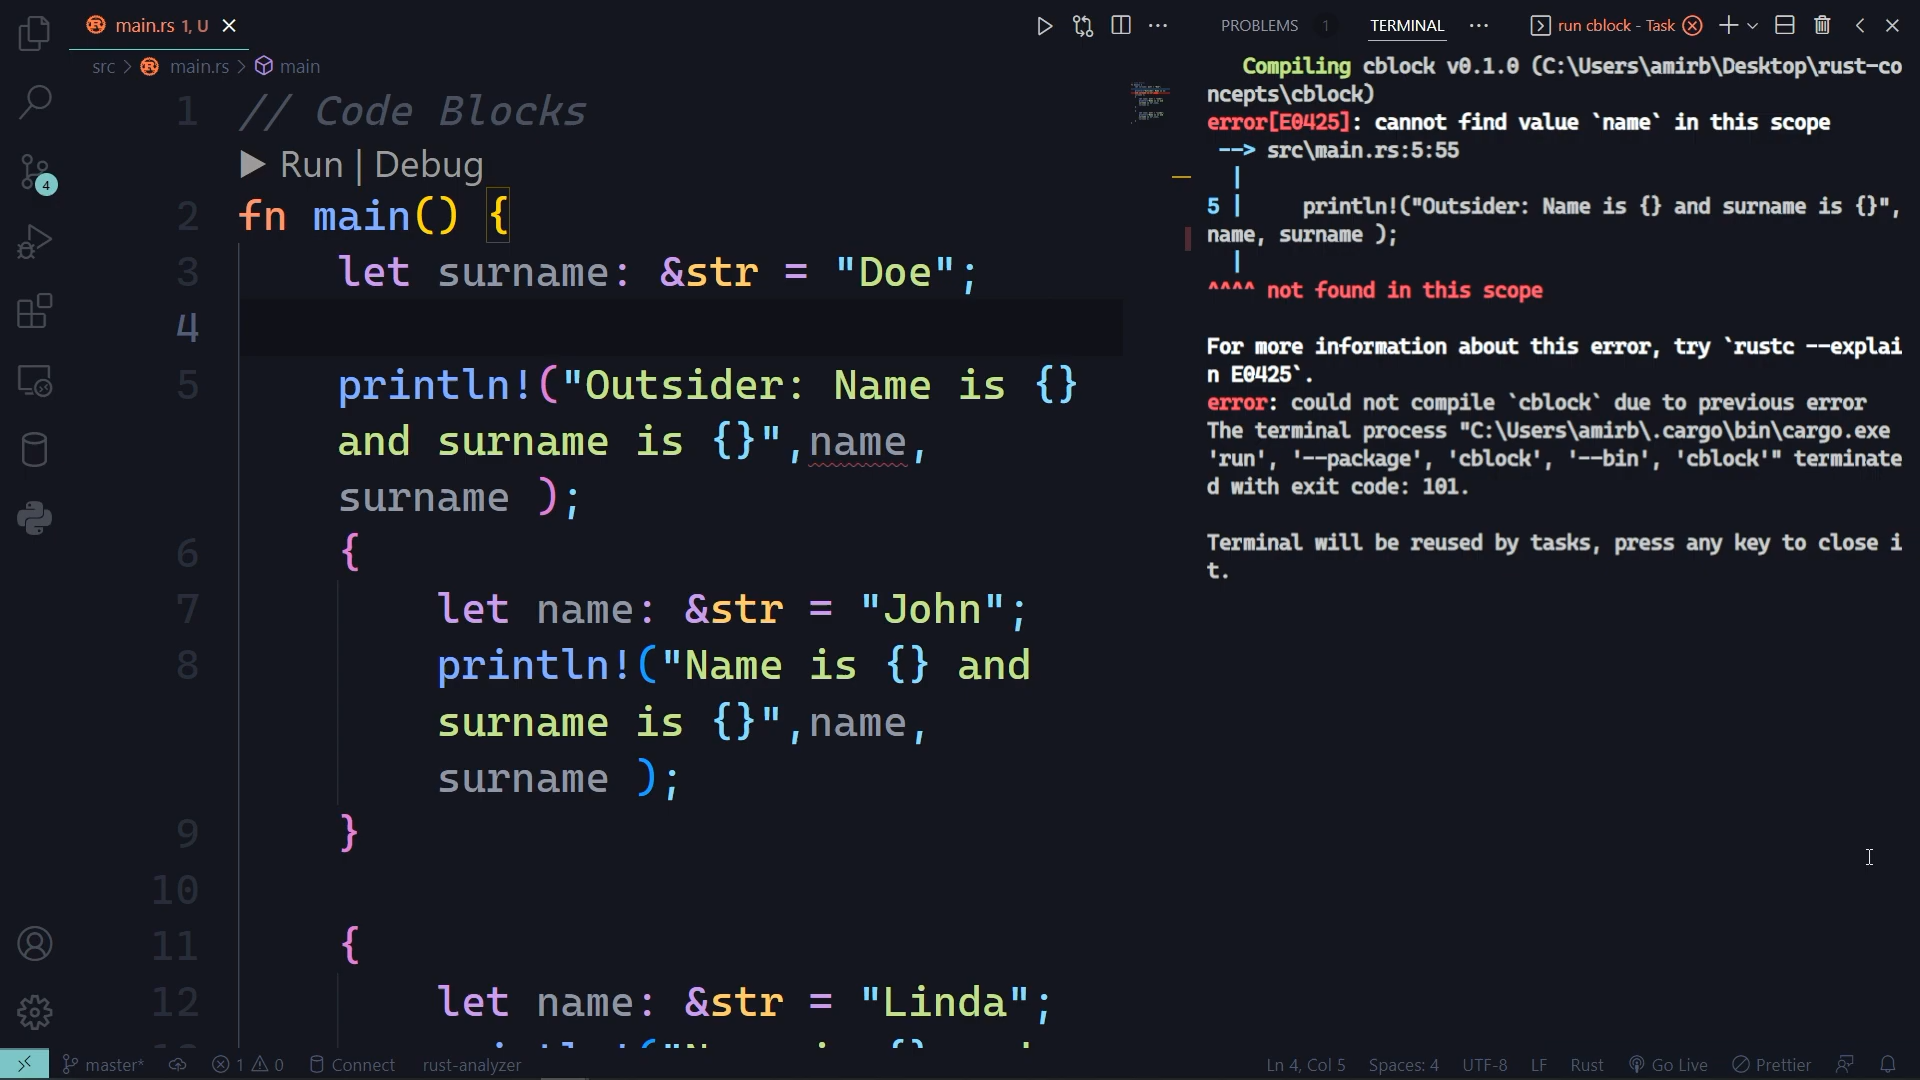 main.rs 1, U
PROBLEMS 1 TERMINAL run cblock - Task
src > main.rs > main
1 // Code Blocks
Run | Debug
2 fn main() {
3 let surname: &str = "Doe";
4
5 println!("Outsider: Name is {}
and surname is {}",name,
surname );
6 {
7 let name: &str = "John";
8 println!("Name is {} and
surname is {}",name,
surname );
9 }
10
11 {
12 let name: &str = "Linda";
Compiling cblock v0.1.0 (C:\Users\amirb\Desktop\rust-co
ncepts\cblock)
error[E0425]: cannot find value `name` in this scope
--> src\main.rs:5:55
|
5 | println!("Outsider: Name is {} and surname is {}",
name, surname );
|
^^^^ not found in this scope
For more information about this error, try `rustc --explai
n E0425`.
error: could not compile `cblock` due to previous error
The terminal process "C:\Users\amirb\.cargo\bin\cargo.exe
'run', '--package', 'cblock', '--bin', 'cblock'" terminate
d with exit code: 101.
Terminal will be reused by tasks, press any key to close i
t.
4
master* 1 0 Connect rust-analyzer Ln 4, Col 5 Spaces: 4 UTF-8 LF Rust Go Live Prettier